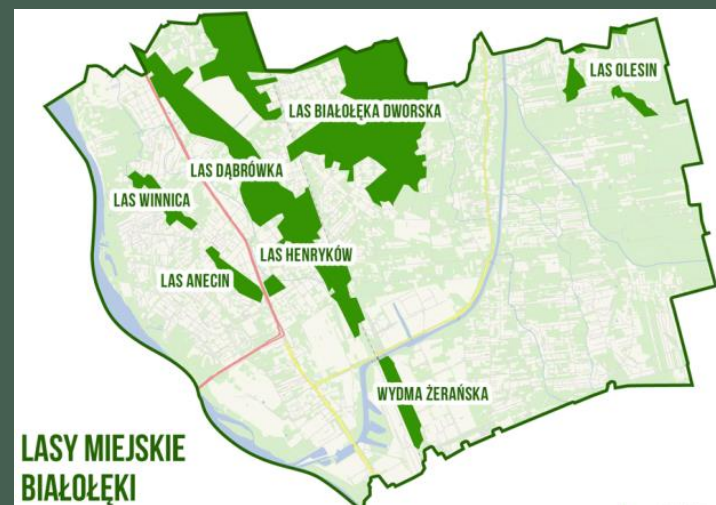 LAS OLESIN
LAS BIAŁOŁĘKA DWORSKA
LAS DĄBRÓWKA
LAS WINNICA
LAS HENRYKÓW
LAS ANECIN
WYDMA ŻERAŃSKA
LASY MIEJSKIE
BIAŁOŁĘKI